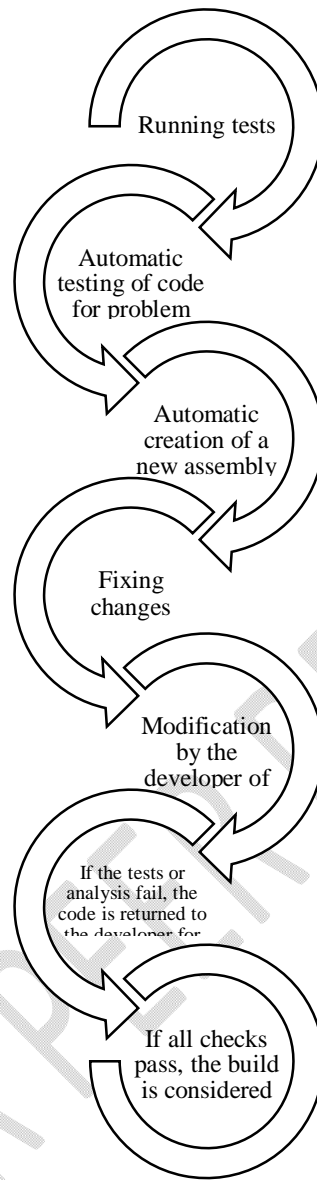 Running tests
Automatic
testing of code
for problem
Automatic
creation of a
new assembly
Fixing
changes
Modification
by the
developer of
If the tests or
analysis fail, the
code is returned to
the developer for
If all checks
pass, the build
is considered
PEER